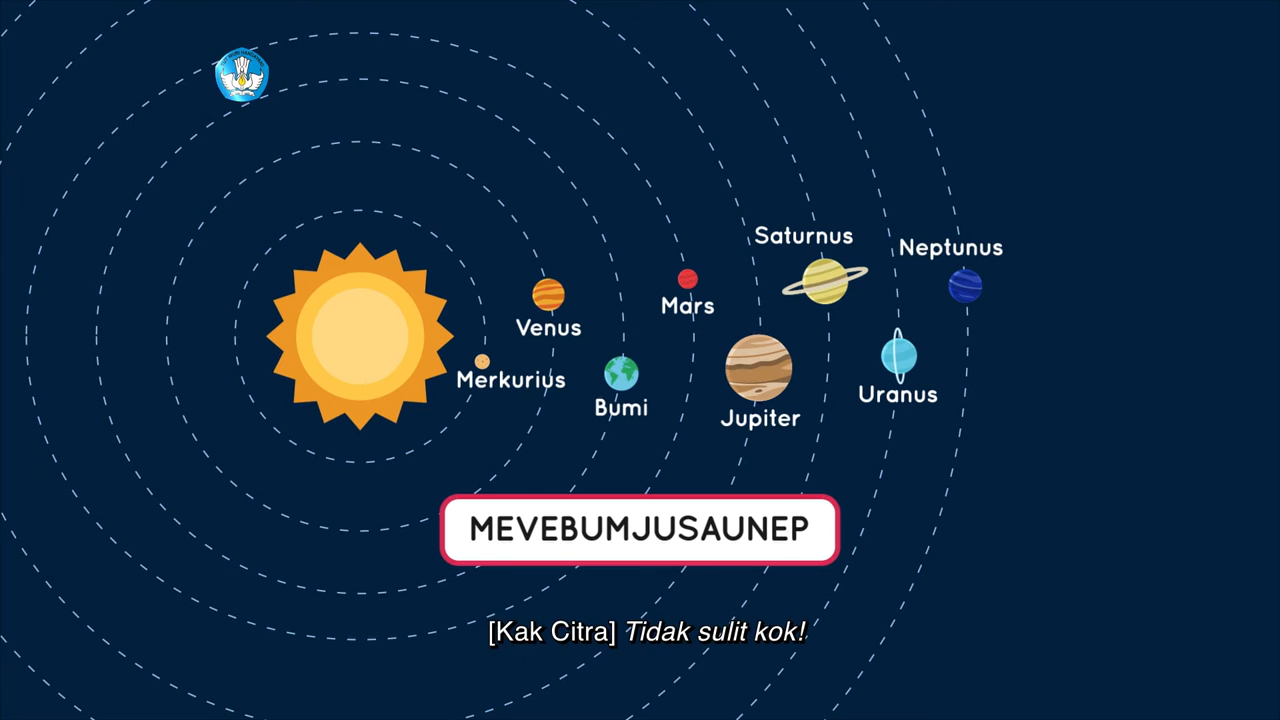 Saturnus
Neptunus
Mars
Venus
Merkurius
Bumi
Jupiter
Uranus
MEVEBUMJUSAUNEP
[Kak Citra] Tidak sulit kok!